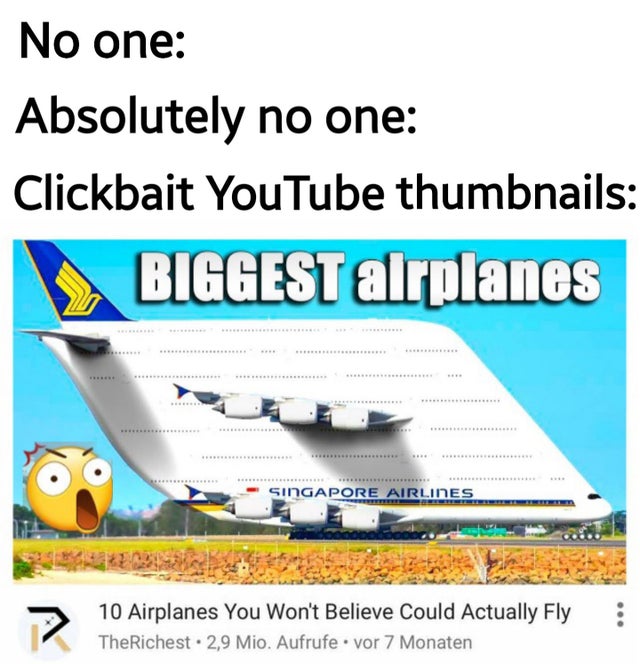 No one:
Absolutely no one:
Clickbait YouTube thumbnails:
BIGGEST airplanes
SINGAPORE AIRLINES
10 Airplanes You Won't Believe Could Actually Fly
TheRichest • 2,9 Mio. Aufrufe • vor 7 Monaten